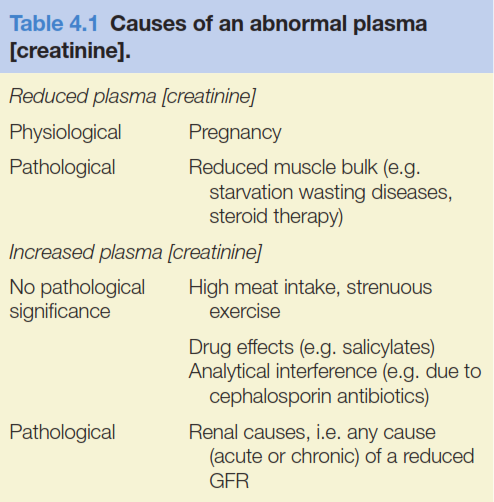 Table 4.1 Causes of an abnormal plasma
[creatinine].
Reduced plasma [creatinine]
Physiological Pregnancy
Pathological Reduced muscle bulk (e.g.
starvation wasting diseases,
steroid therapy)
Increased plasma [creatinine]
No pathological High meat intake, strenuous
significance exercise
Drug effects (e.g. salicylates)
Analytical interference (e.g. due to
cephalosporin antibiotics)
Pathological Renal causes, i.e. any cause
(acute or chronic) of a reduced
GFR